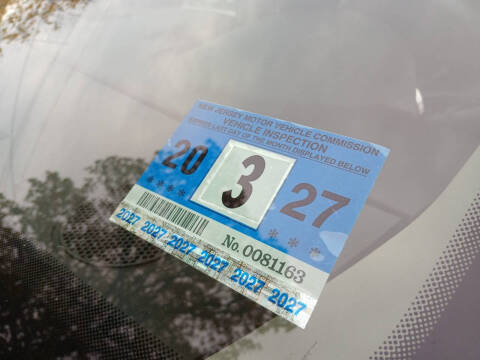 NEW JERSEY MOTOR VEHICLE COMMISSION
VEHICLE INSPECTION
EXPIRES LAST DAY OF THE MONTH DISPLAYED BELOW
20 3 27
No. 0081163
2027 2027 2027 2027 2027 2027